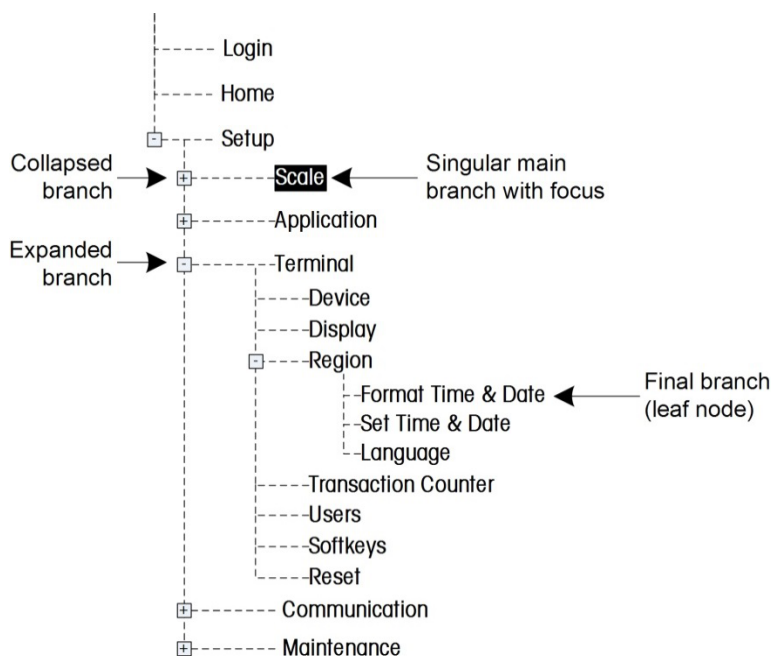 Login
Home
Setup
Collapsed
branch
Scale
Singular main
branch with focus
Application
Expanded
branch
Terminal
Device
Display
Region
Format Time & Date
Final branch
(leaf node)
Set Time & Date
Language
Transaction Counter
Users
Softkeys
Reset
Communication
Maintenance